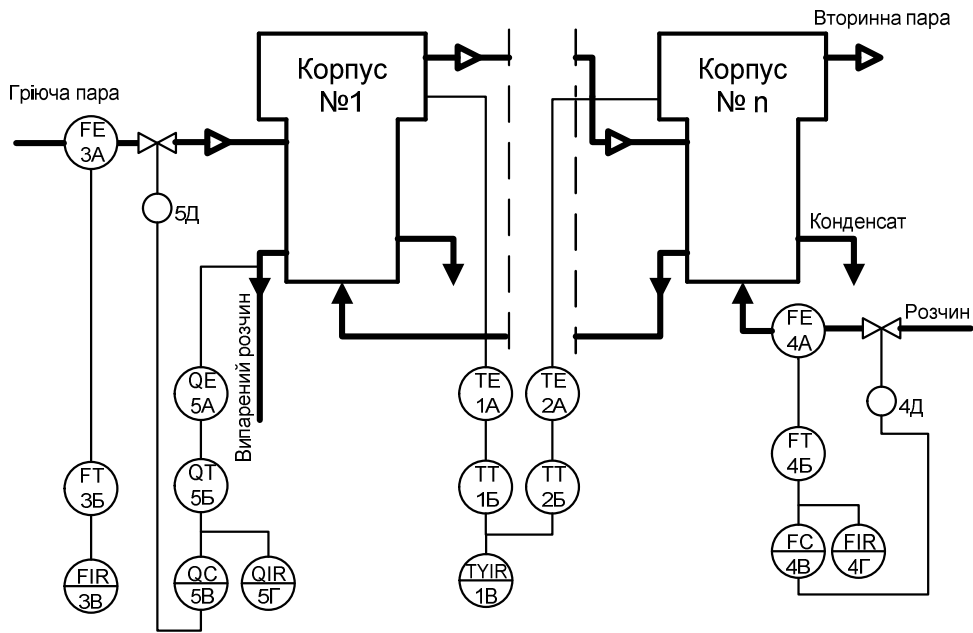 Вторинна пара
Корпус
№1
Корпус
№ n
Гріюча пара
FE
3А
5Д
Конденсат
Розчин
FE
4А
Випарений розчин
QE
5А
TE
1А
TE
2А
4Д
FT
4Б
FT
3Б
QT
5Б
TT
1Б
TT
2Б
FC
4В
FIR
4Г
FIR
3В
QC
5В
QIR
5Г
TYIR
1В